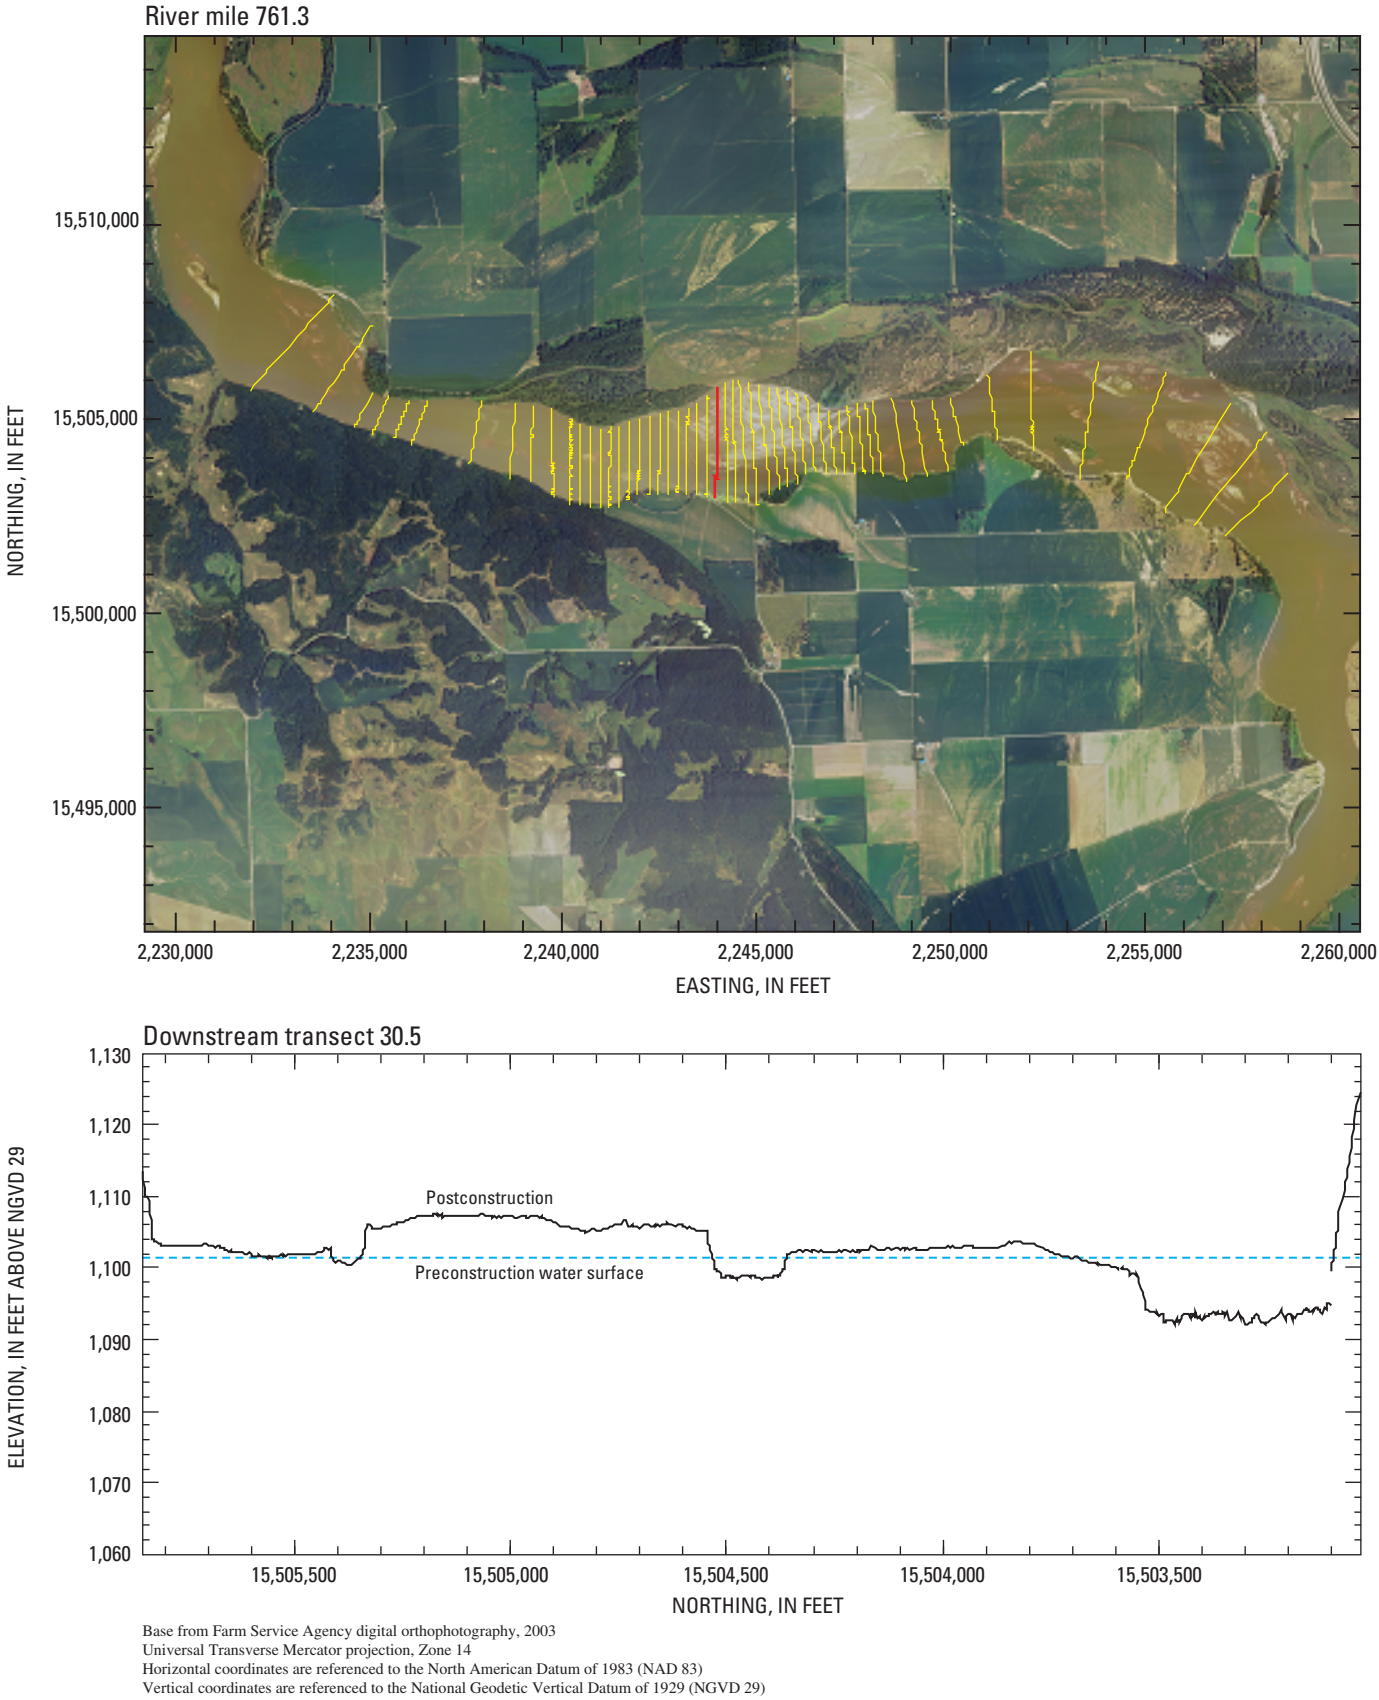 River mile 761.3
15,510,000
15,505,000
15,500,000
15,495,000
NORTHING, IN FEET
2,230,000 2,235,000 2,240,000 2,245,000 2,250,000 2,255,000 2,260,000
EASTING, IN FEET
Downstream transect 30.5
1,130
1,120
1,110
1,100
1,090
1,080
1,070
1,060
ELEVATION, IN FEET ABOVE NGVD 29
Postconstruction
Preconstruction water surface
15,505,500 15,505,000 15,504,500 15,504,000 15,503,500
NORTHING, IN FEET
Base from Farm Service Agency digital orthophotography, 2003
Universal Transverse Mercator projection, Zone 14
Horizontal coordinates are referenced to the North American Datum of 1983 (NAD 83)
Vertical coordinates are referenced to the National Geodetic Vertical Datum of 1929 (NGVD 29)